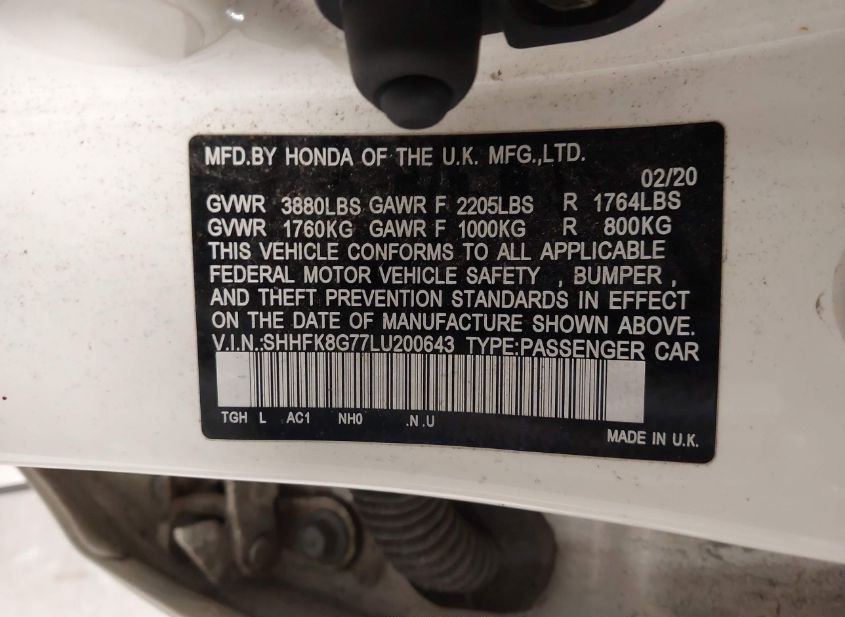 MFD.BY HONDA OF THE U.K. MFG.,LTD.
02/20
GVWR 3880LBS GAWR F 2205LBS R 1764LBS
GVWR 1760KG GAWR F 1000KG R 800KG
THIS VEHICLE CONFORMS TO ALL APPLICABLE
FEDERAL MOTOR VEHICLE SAFETY , BUMPER ,
AND THEFT PREVENTION STANDARDS IN EFFECT
ON THE DATE OF MANUFACTURE SHOWN ABOVE.
V.I.N.:SHHFK8G77LU200643 TYPE:PASSENGER CAR
TGH L AC1 NH0 .N .U
MADE IN U.K.